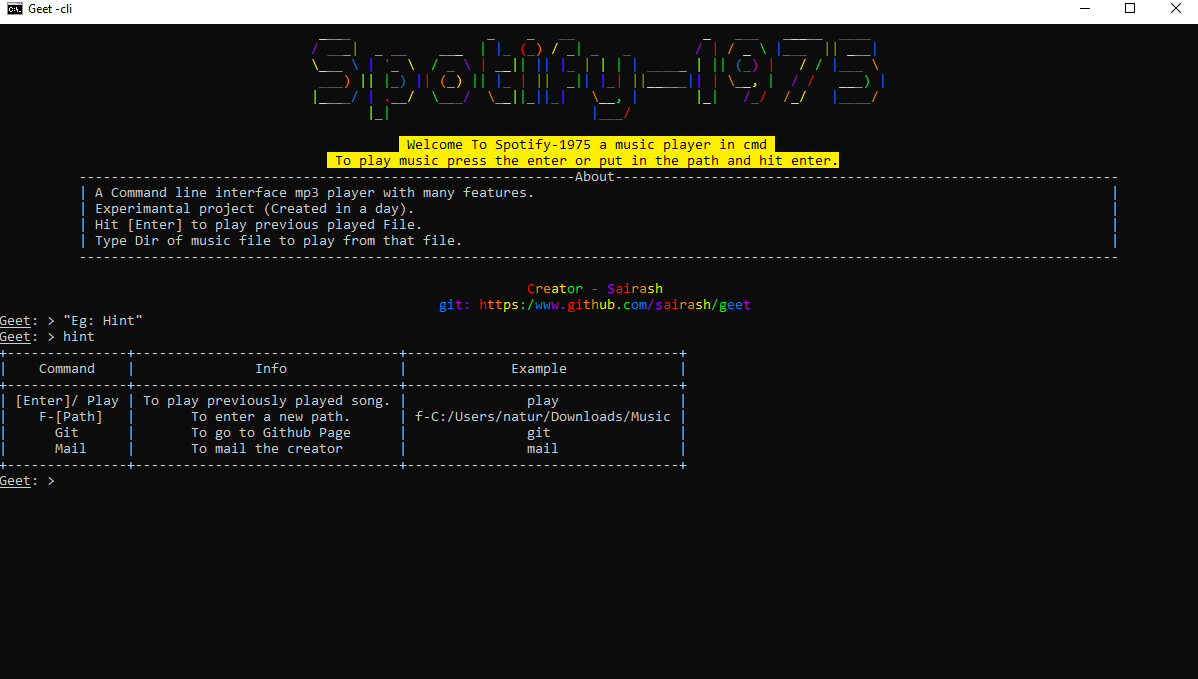 Geet -cli
Spotify-1975
Welcome To Spotify-1975 a music player in cmd
To play music press the enter or put in the path and hit enter.
About
A Command line interface mp3 player with many features.
Experimantal project (Created in a day).
Hit [Enter] to play previous played File.
Type Dir of music file to play from that file.
Creator - Sairash
git: https:/www.github.com/sairash/geet
Geet: > "Eg: Hint"
Geet: > hint
Command Info Example
[Enter]/ Play To play previously played song. play
F-[Path] To enter a new path. f-C:/Users/natur/Downloads/Music
Git To go to Github Page git
Mail To mail the creator mail
Geet: >